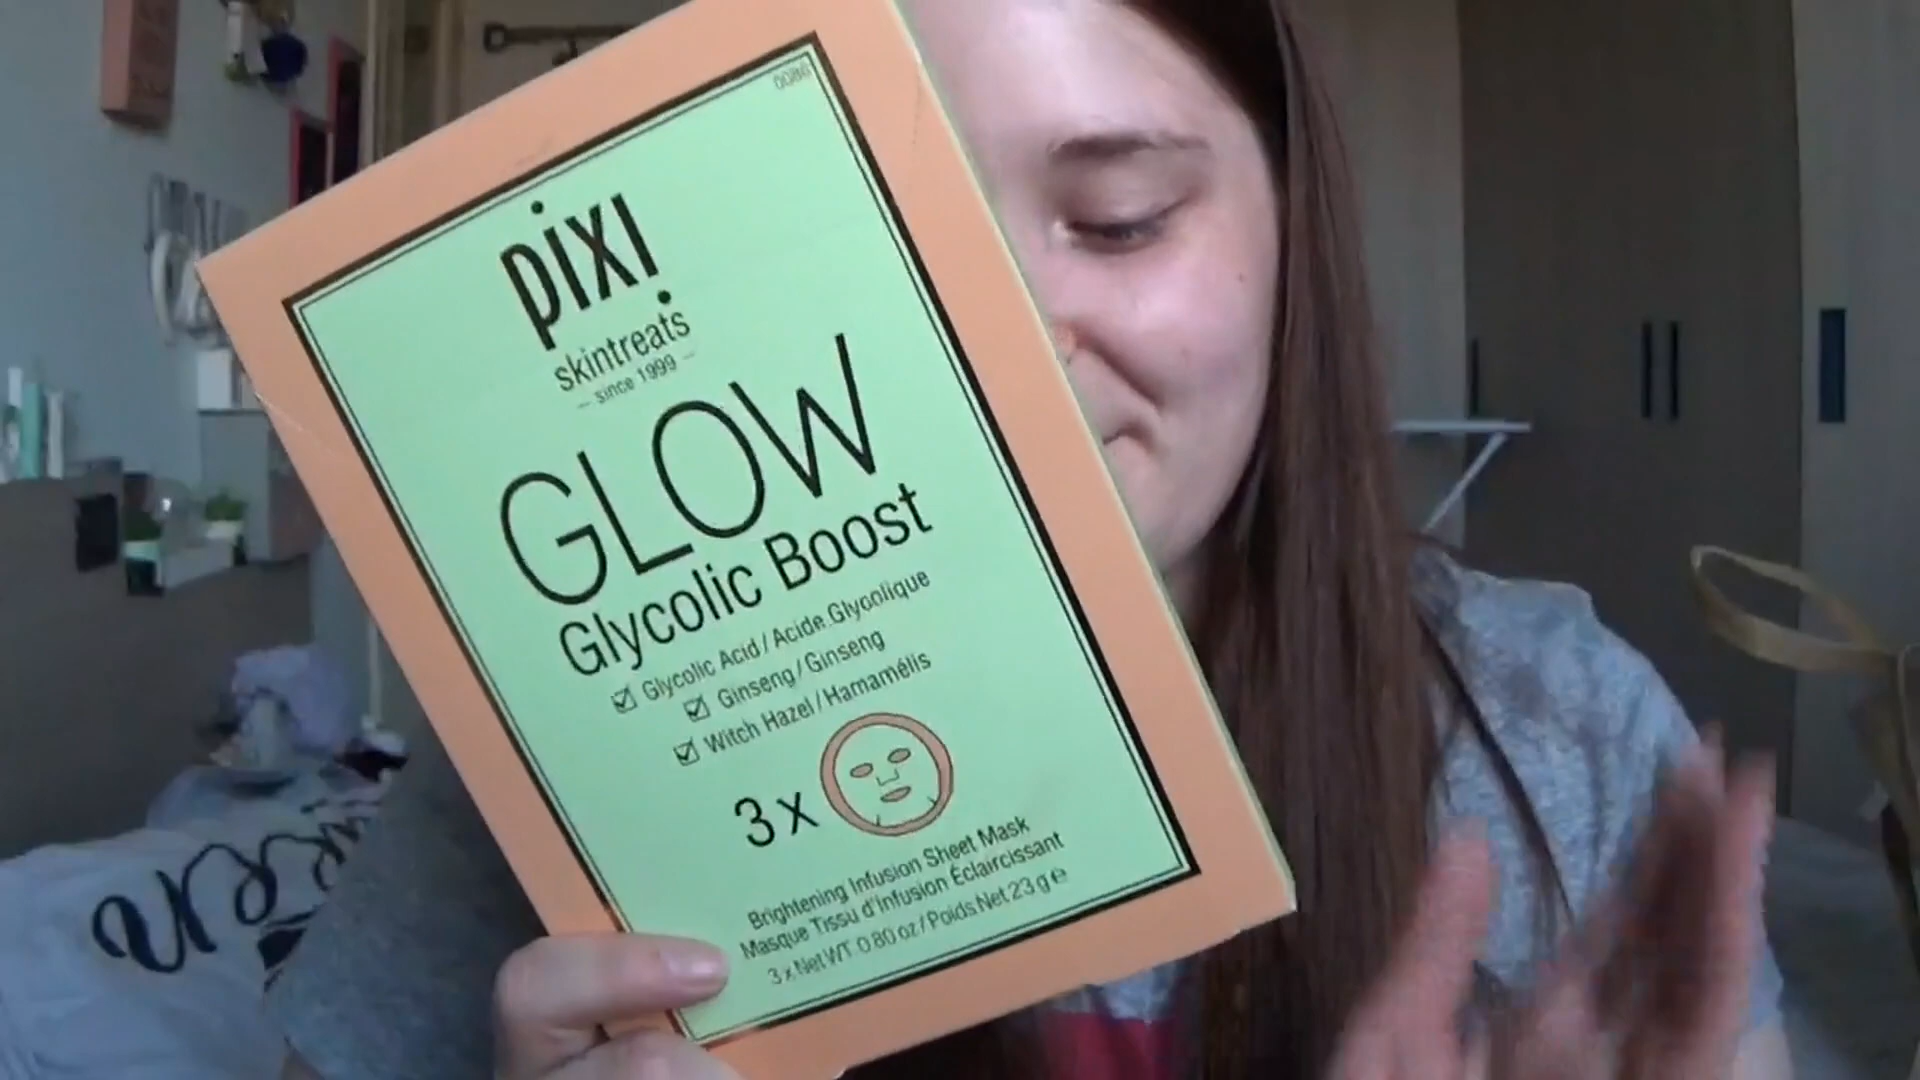 0086
pixi
skintreats
– since 1999 –
GLOW
Glycolic Boost
Glycolic Acid / Acide Glycolique
Ginseng / Ginseng
Witch Hazel / Hamamélis
3 x
Brightening Infusion Sheet Mask
Masque Tissu d'Infusion Éclaircissant
3 x Net WT. 0.80 oz / Poids Net 23 g e